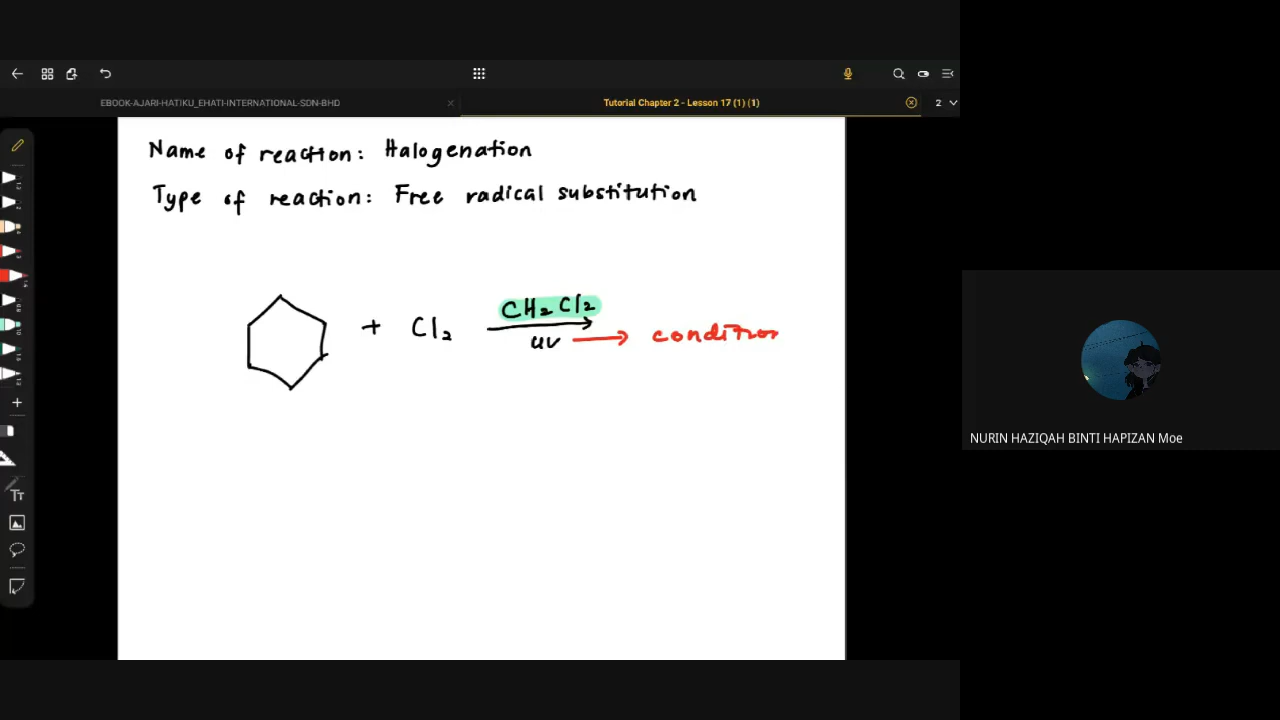 EBOOK-AJARI-HATIKU_EHATI-INTERNATIONAL-SDN-BHD
Tutorial Chapter 2 - Lesson 17 (1) (1)
2
Name of reaction: Halogenation
Type of reaction: Free radical substitution
+ Cl₂
CH₂Cl₂
uv
condition
Tт
NURIN HAZIQAH BINTI HAPIZAN Moe